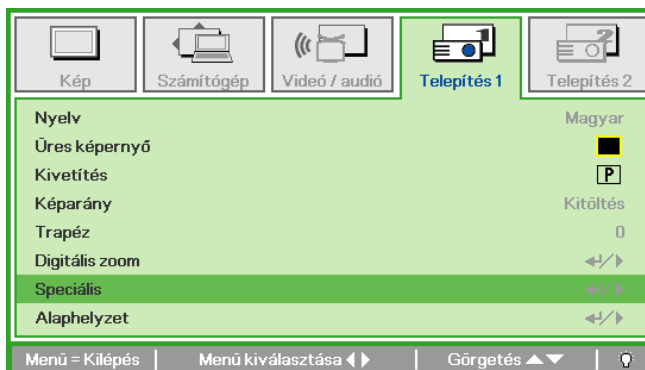 Kép Számítógép Videó / audió Telepítés 1 Telepítés 2
Nyelv Magyar
Üres képernyő
Kivetítés P
Képarány Kitöltés
Trapéz 0
Digitális zoom
Speciális
Alaphelyzet
Menü = Kilépés Menü kiválasztása Görgetés